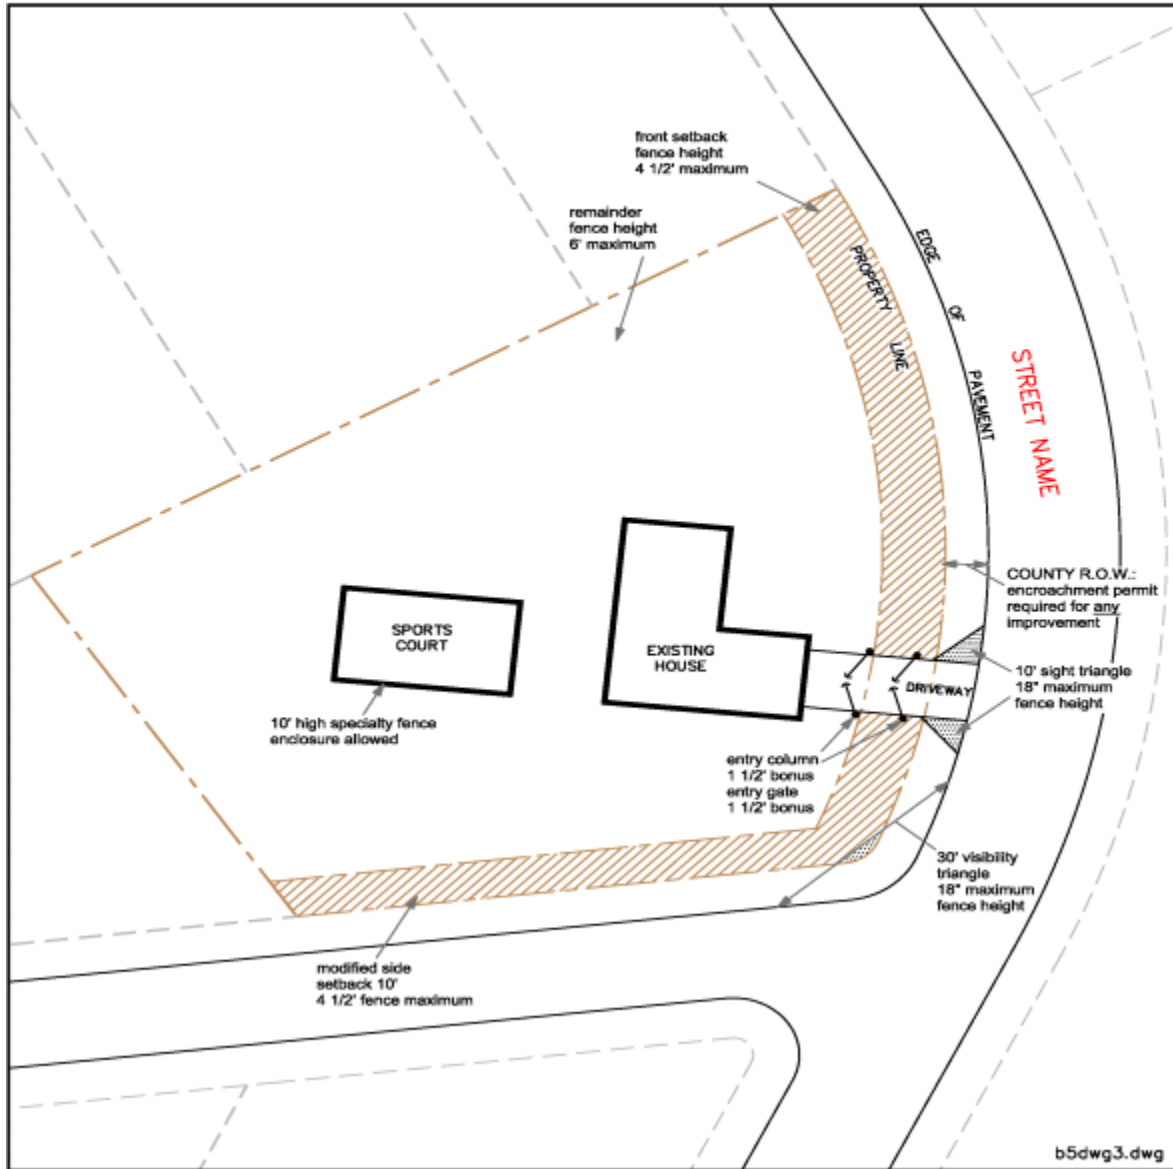 front setback
fence height
4 1/2' maximum
remainder
fence height
6' maximum
EDGE OF PAVEMENT
PROPERTY LINE
STREET NAME
COUNTY R.O.W.:
encroachment permit
required for any
improvement
SPORTS
COURT
EXISTING
HOUSE
10' sight triangle
18" maximum
fence height
DRIVEWAY
10' high specialty fence
enclosure allowed
entry column
1 1/2' bonus
entry gate
1 1/2' bonus
30' visibility
triangle
18" maximum
fence height
modified side
setback 10'
4 1/2' fence maximum
b5dwg3.dwg